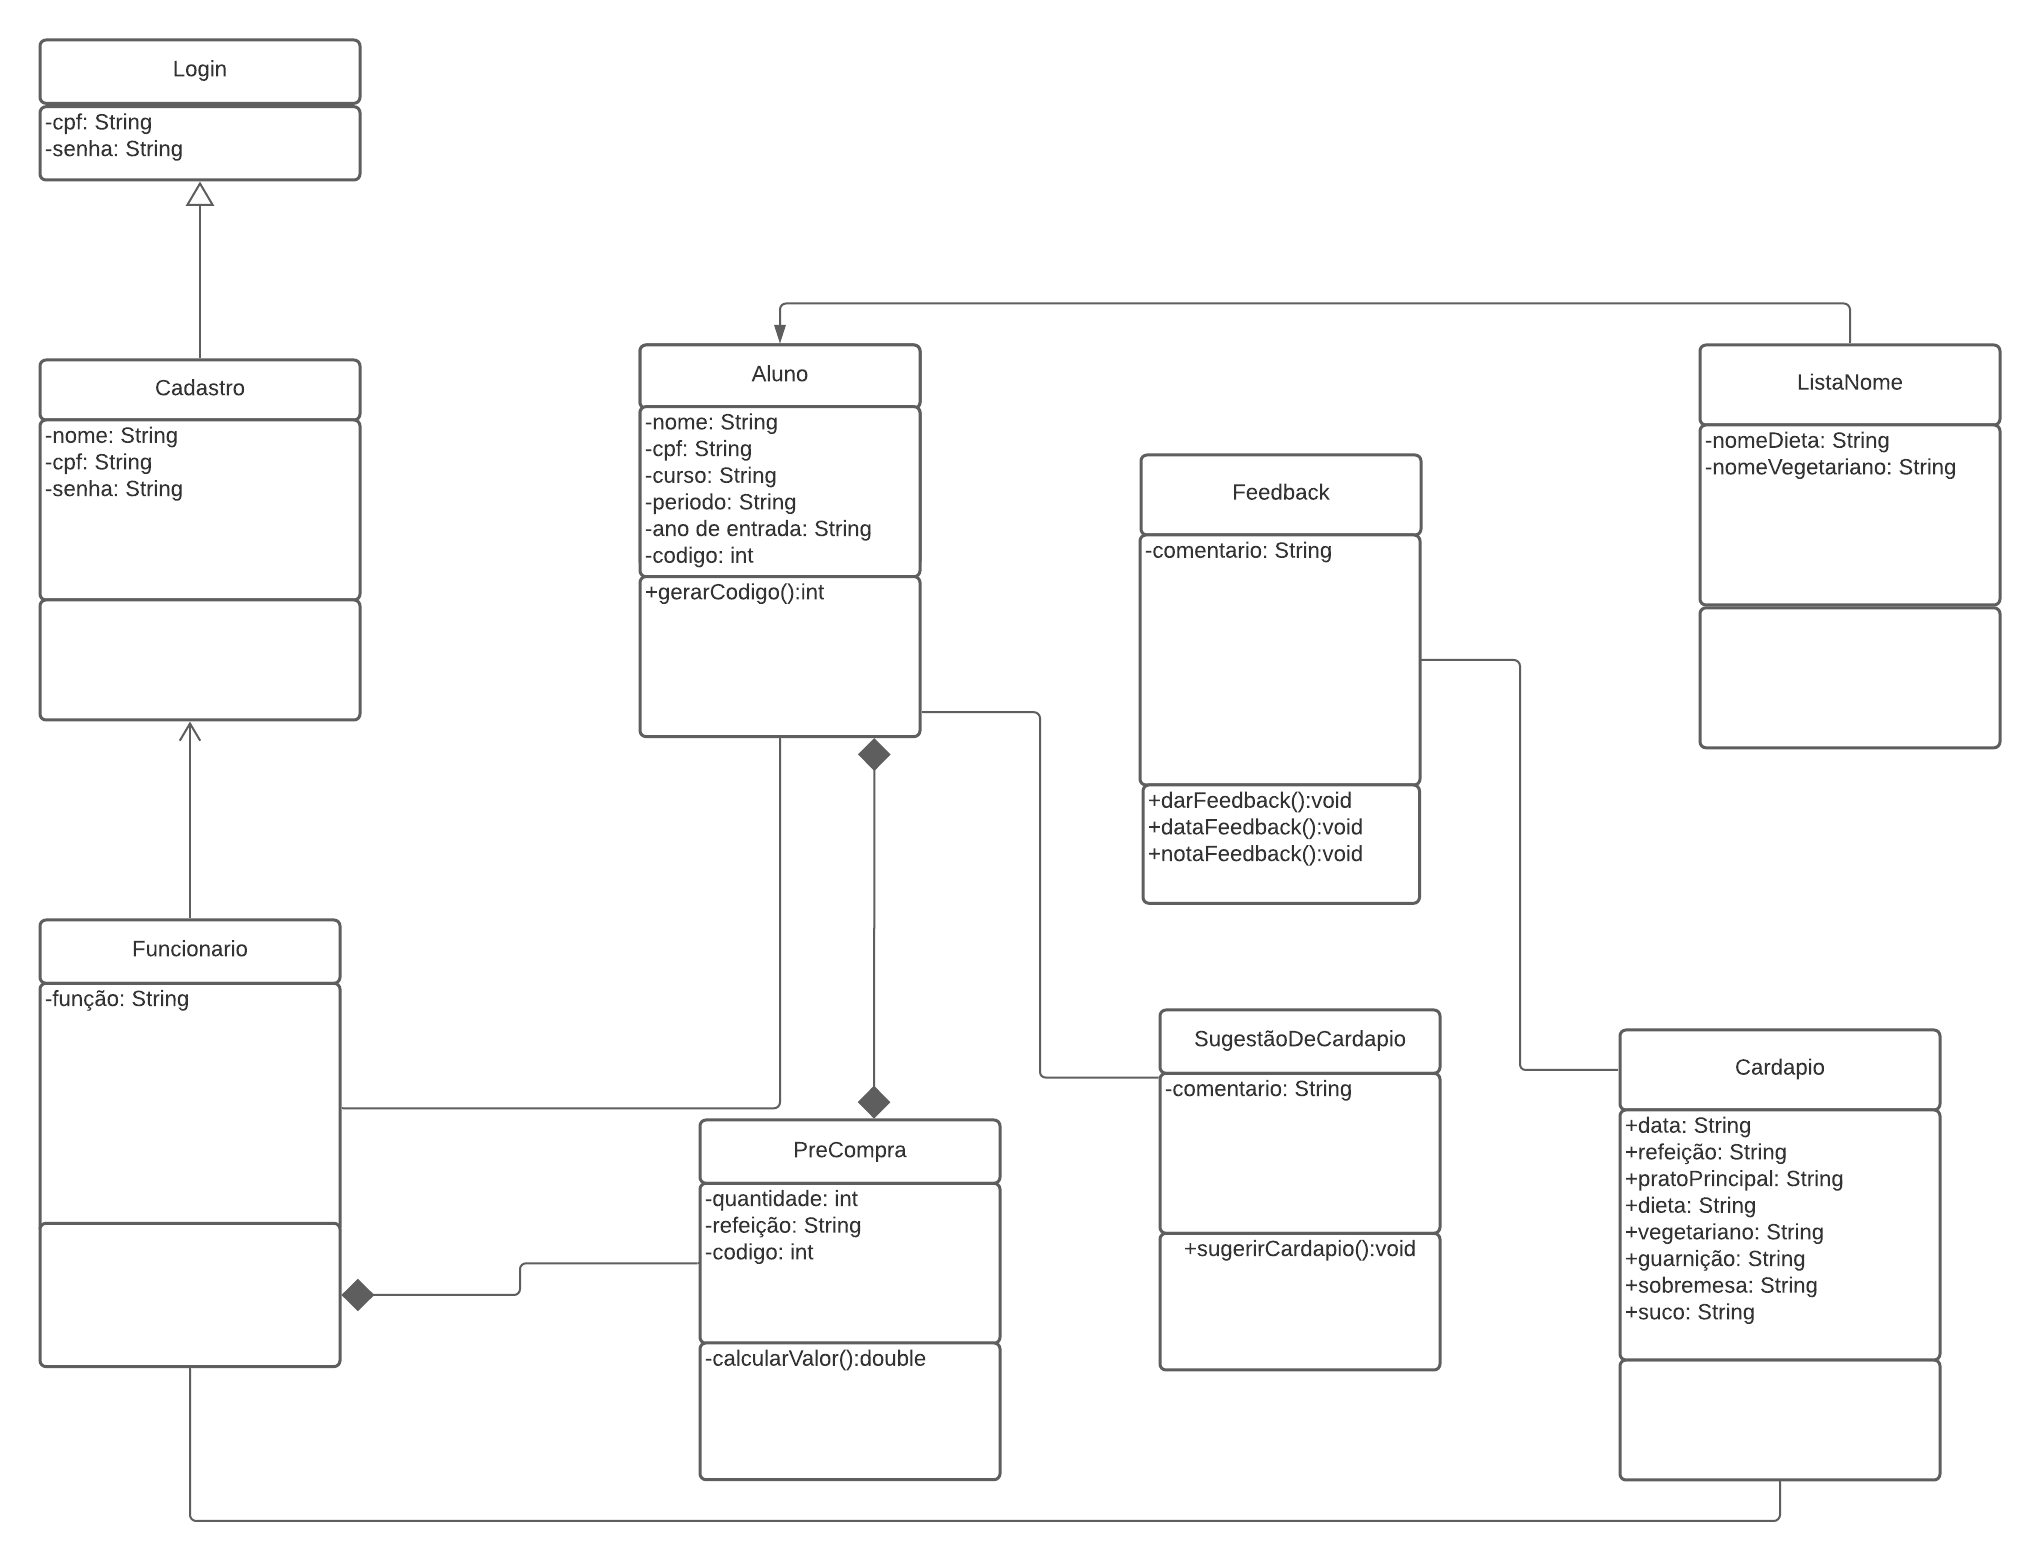 Login
-cpf: String
-senha: String
Cadastro
-nome: String
-cpf: String
-senha: String
Funcionario
-função: String
Aluno
-nome: String
-cpf: String
-curso: String
-periodo: String
-ano de entrada: String
-codigo: int
+gerarCodigo():int
PreCompra
-quantidade: int
-refeição: String
-codigo: int
-calcularValor():double
Feedback
-comentario: String
+darFeedback():void
+dataFeedback():void
+notaFeedback():void
SugestãoDeCardapio
-comentario: String
+sugerirCardapio():void
ListaNome
-nomeDieta: String
-nomeVegetariano: String
Cardapio
+data: String
+refeição: String
+pratoPrincipal: String
+dieta: String
+vegetariano: String
+guarnição: String
+sobremesa: String
+suco: String